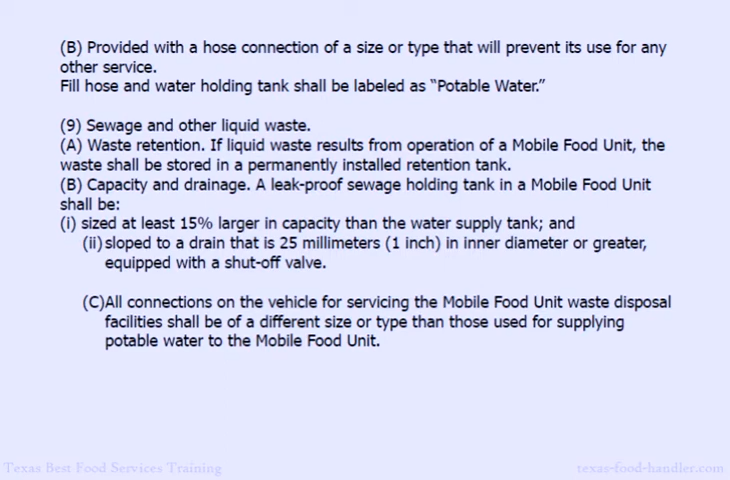 (B) Provided with a hose connection of a size or type that will prevent its use for any
other service.
Fill hose and water holding tank shall be labeled as “Potable Water.”
(9) Sewage and other liquid waste.
(A) Waste retention. If liquid waste results from operation of a Mobile Food Unit, the
waste shall be stored in a permanently installed retention tank.
(B) Capacity and drainage. A leak-proof sewage holding tank in a Mobile Food Unit
shall be:
(i) sized at least 15% larger in capacity than the water supply tank; and
(ii) sloped to a drain that is 25 millimeters (1 inch) in inner diameter or greater,
equipped with a shut-off valve.
(C)All connections on the vehicle for servicing the Mobile Food Unit waste disposal
facilities shall be of a different size or type than those used for supplying
potable water to the Mobile Food Unit.
Texas Best Food Services Training
texas-food-handler.com